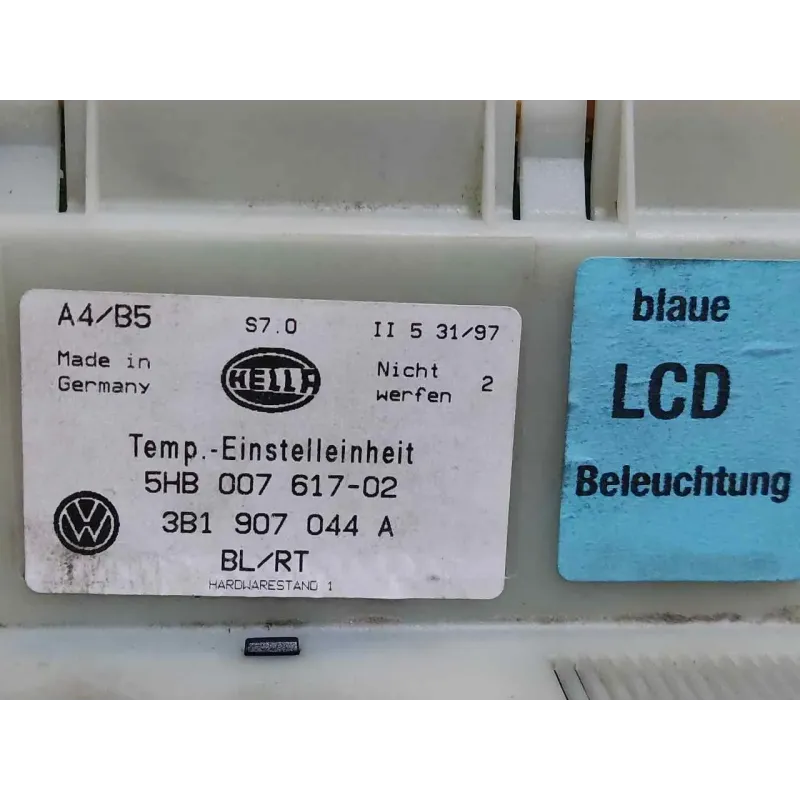 A4/B5 S7.0 II 5 31/97
Made in Germany
HELLA
Nicht werfen 2
Temp.-Einstelleinheit
5HB 007 617-02
VW
3B1 907 044 A
BL/RT
HARDWARESTAND 1
blaue
LCD
Beleuchtung